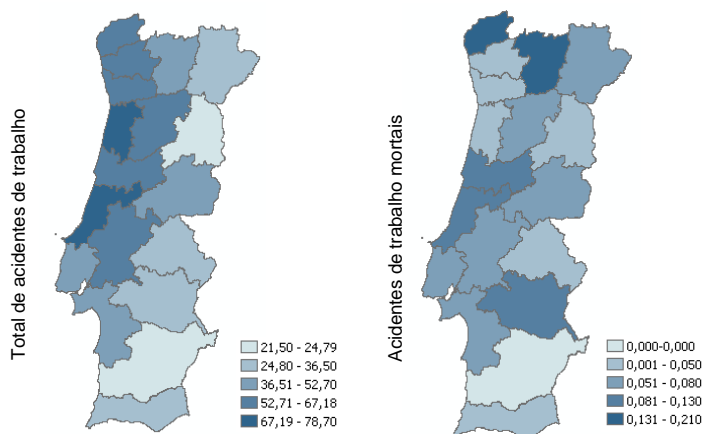 Total de acidentes de trabalho
21,50 - 24,79
24,80 - 36,50
36,51 - 52,70
52,71 - 67,18
67,19 - 78,70
Acidentes de trabalho mortais
0,000-0,000
0,001 - 0,050
0,051 - 0,080
0,081 - 0,130
0,131 - 0,210